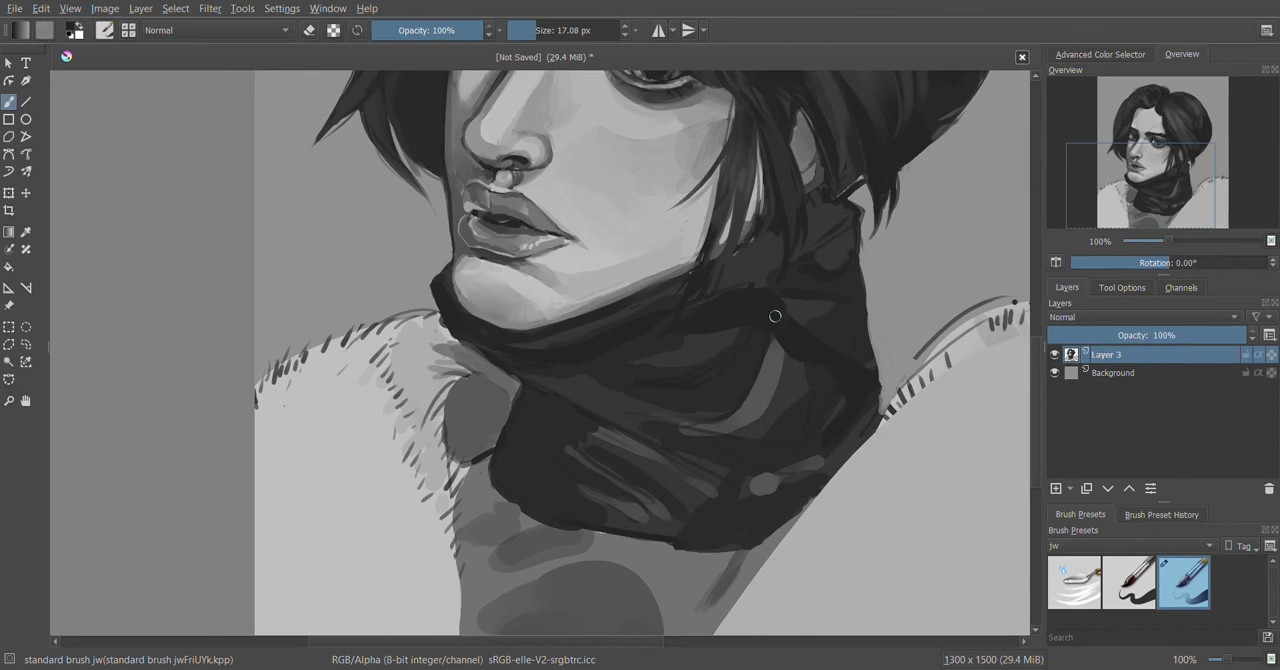 File Edit View Image Layer Select Filter Tools Settings Window Help
Normal Opacity: 100% Size: 17.08 px
[Not Saved] (29.4 MiB) *
Advanced Color Selector Overview
Overview
100%
Rotation: 0.00°
Layers Tool Options Channels
Layers
Normal
Opacity: 100%
Layer 3
Background
Brush Presets Brush Preset History
Brush Presets
jw Tag
Search
standard brush jw(standard brush jwFriUYk.kpp) RGB/Alpha (8-bit integer/channel) sRGB-elle-V2-srgbtrc.icc 1300 x 1500 (29.4 MiB) 100%